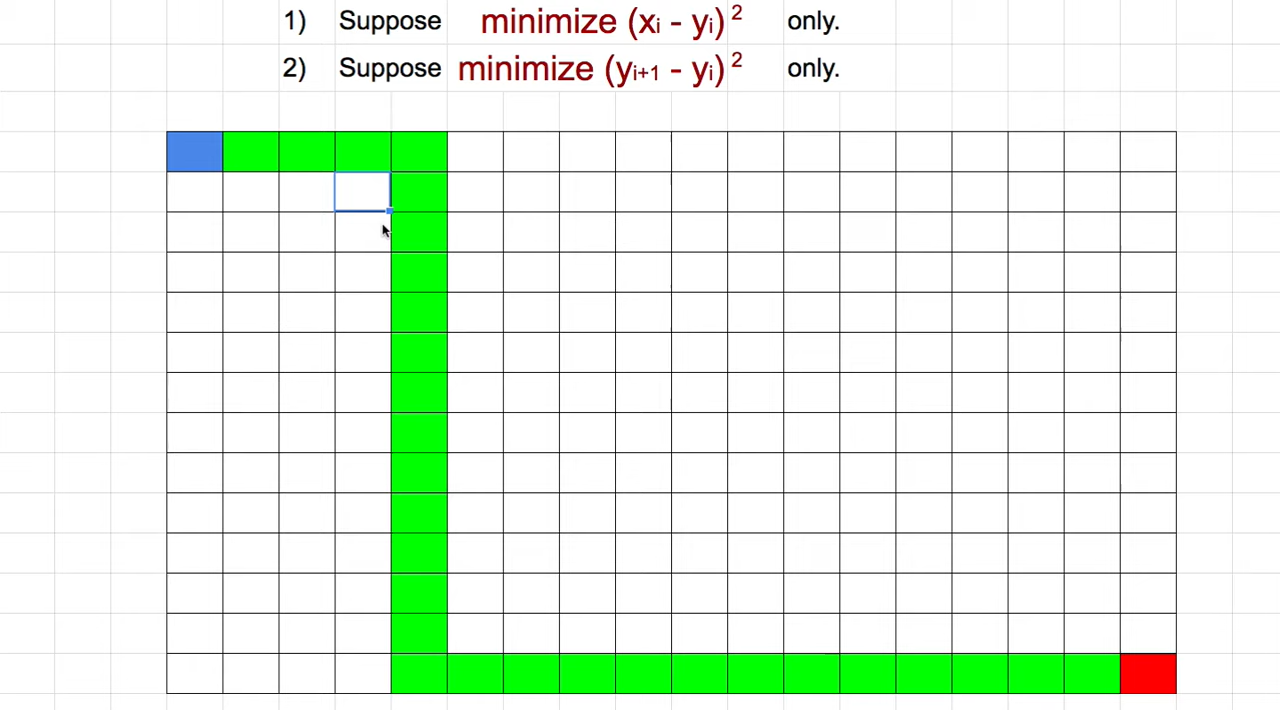 1) Suppose minimize (xi - yi) 2 only.
2) Suppose minimize (yi+1 - yi) 2 only.